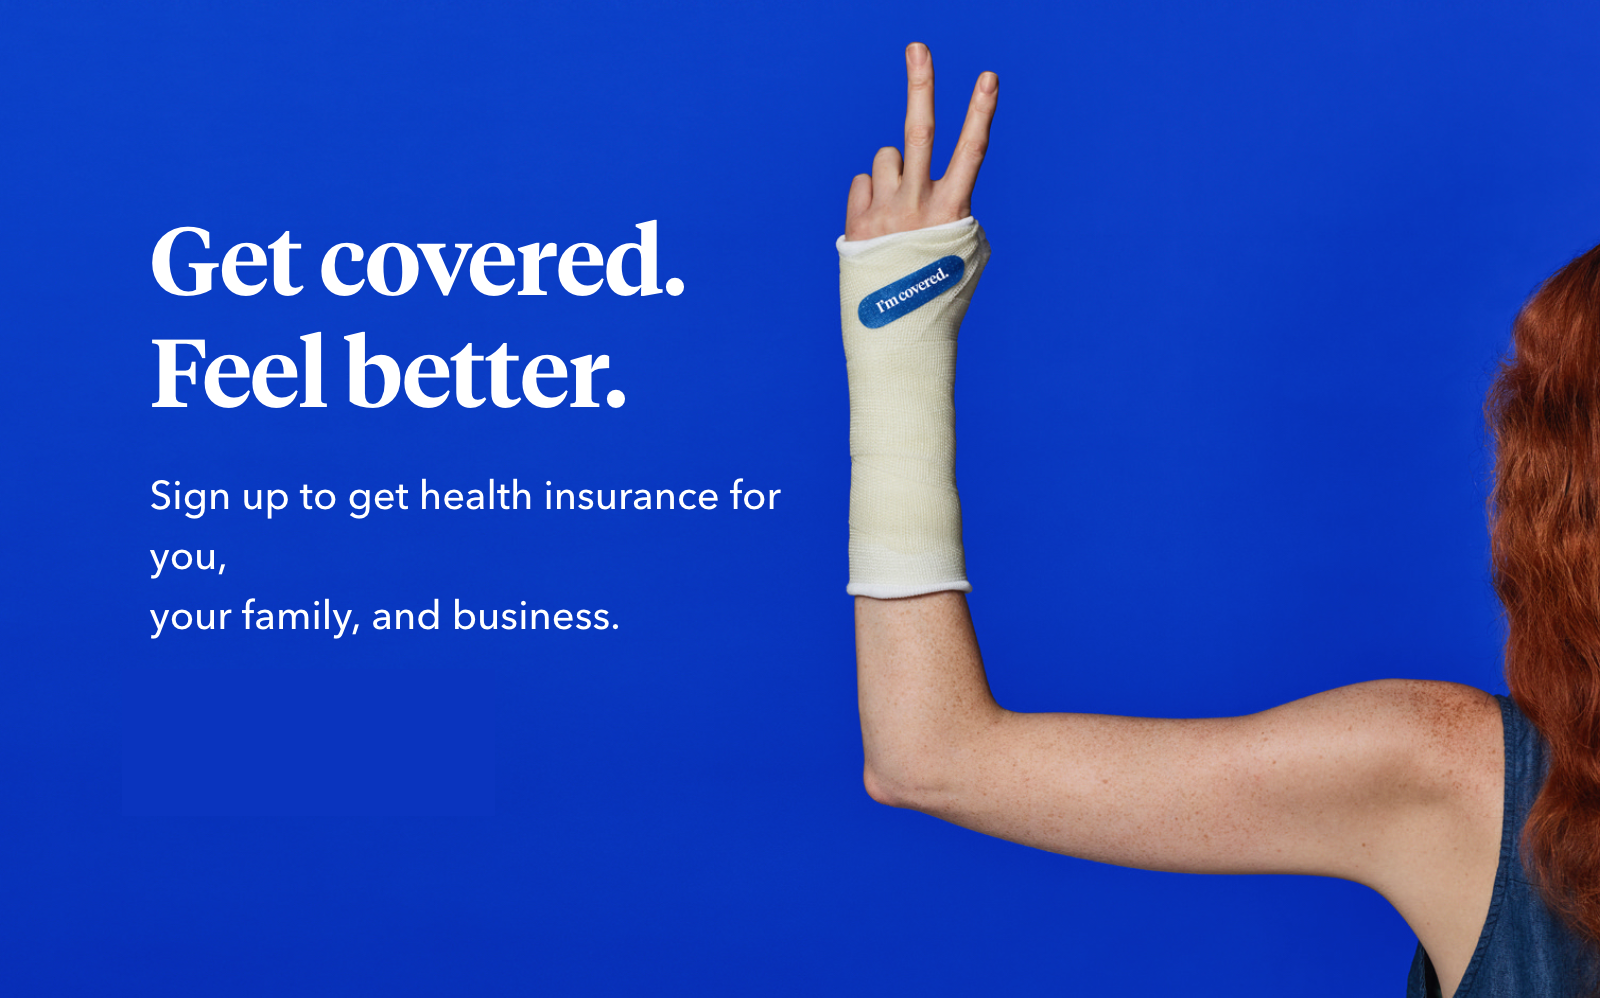 Get covered.
Feel better.
Sign up to get health insurance for
you,
your family, and business.
I'm covered.